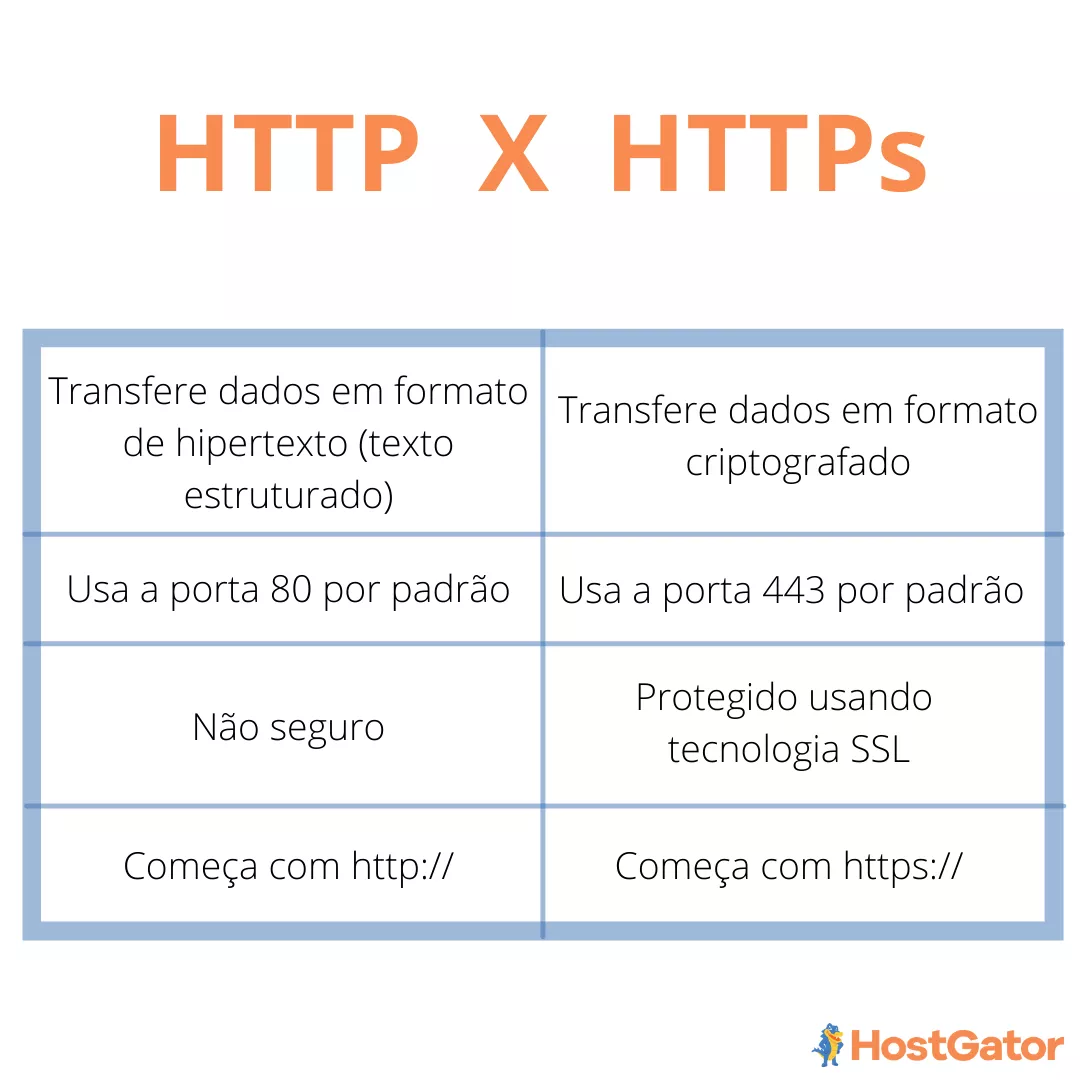 HTTP X HTTPs
Transfere dados em formato
de hipertexto (texto
estruturado)
Transfere dados em formato
criptografado
Usa a porta 80 por padrão
Usa a porta 443 por padrão
Não seguro
Protegido usando
tecnologia SSL
Começa com http://
Começa com https://
HostGator